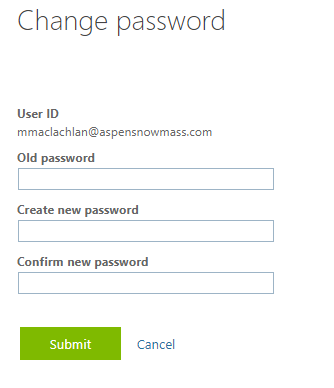 Change password
User ID
mmaclachlan@aspensnowmass.com
Old password
Create new password
Confirm new password
Submit
Cancel